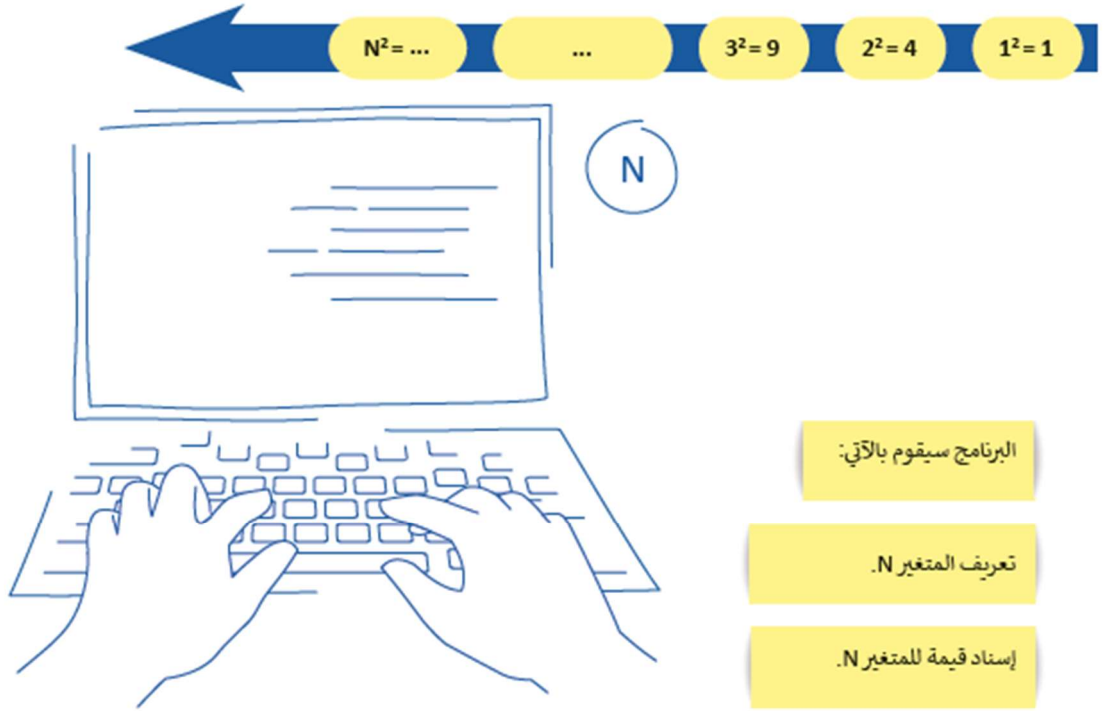 1² = 1
2² = 4
3² = 9
...
N² = ...
N
البرنامج سيقوم بالآتي:
تعريف المتغير N.
إسناد قيمة للمتغير N.